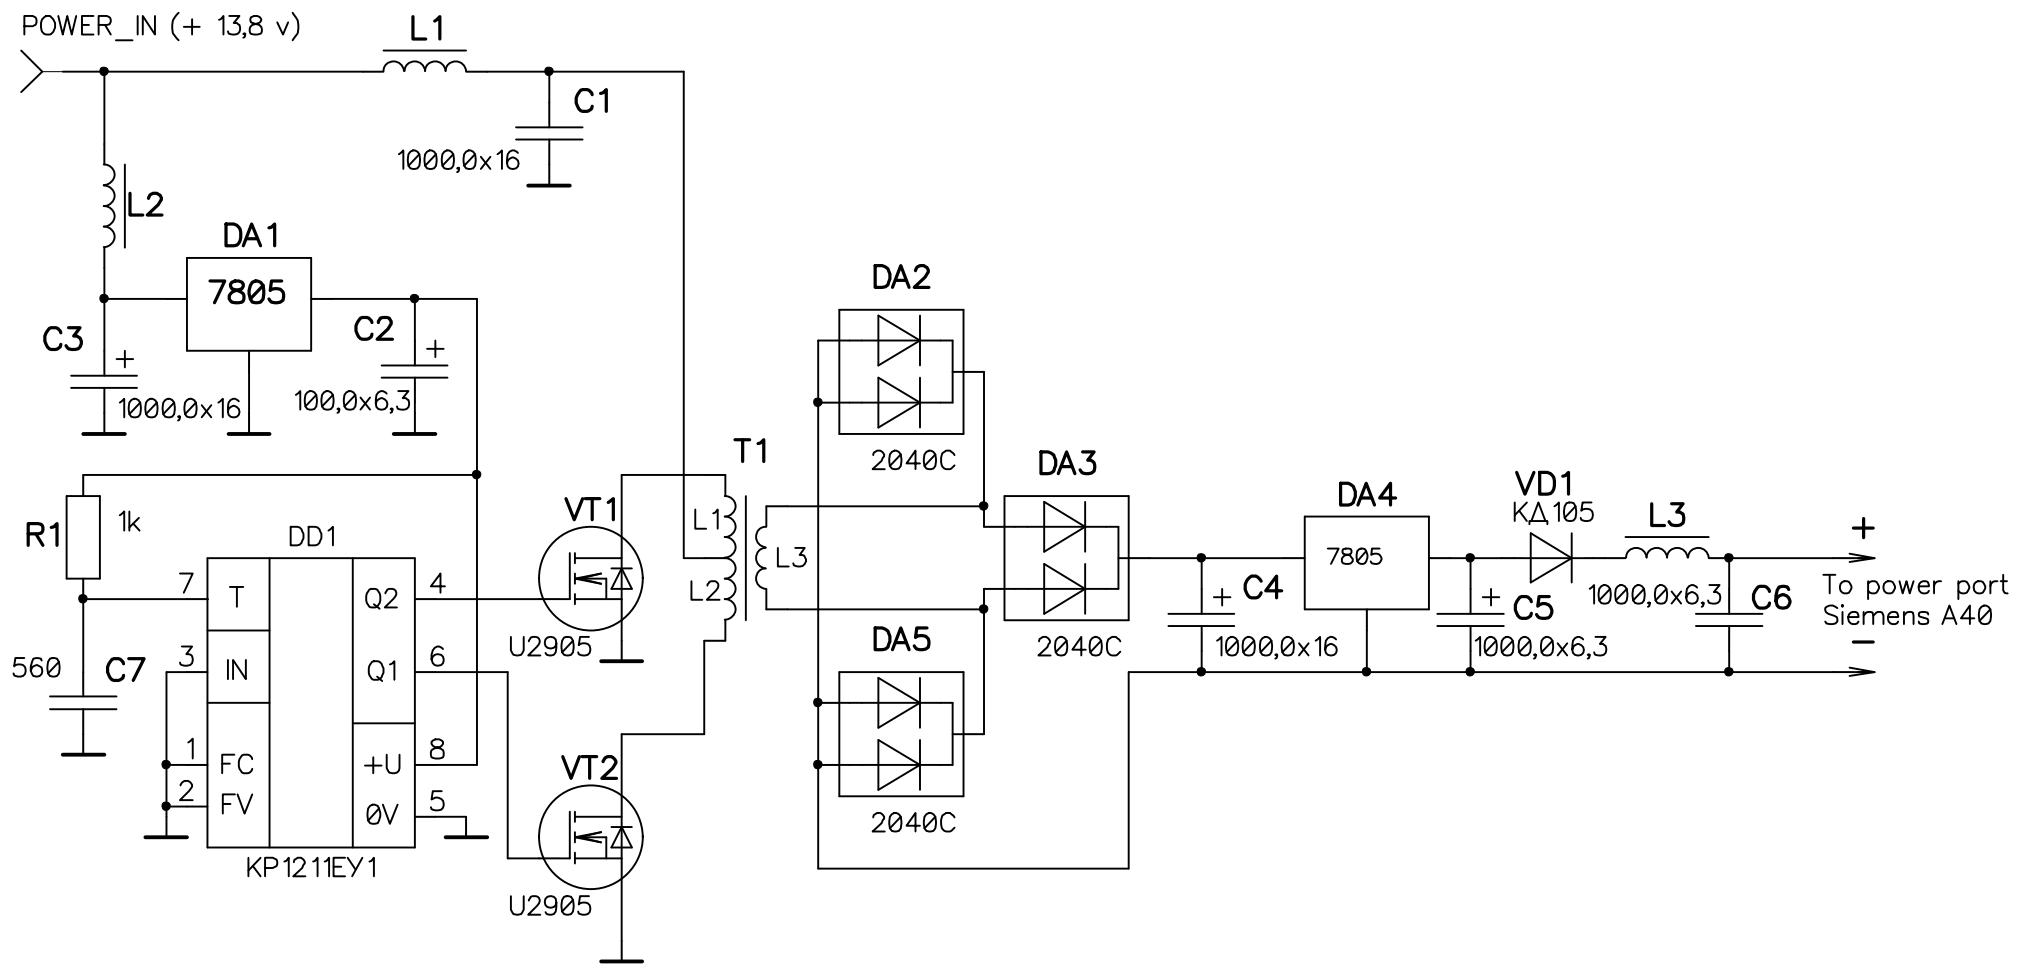 POWER_IN (+ 13,8 v)
L1
C1
1000,0x16
L2
DA1
7805
C3
+
1000,0x16
C2
+
100,0x6,3
DA2
2040C
T1
L1
L2
L3
DA3
2040C
DA4
7805
VD1
КД105
L3
+
C4
+
1000,0x16
C5
+
1000,0x6,3
1000,0x6,3
C6
To power port
Siemens A40
−
R1
1k
DD1
VT1
U2905
7
T
Q2
4
560
C7
3
IN
Q1
6
1
FC
+U
8
2
FV
0V
5
КР1211ЕУ1
VT2
U2905
DA5
2040C